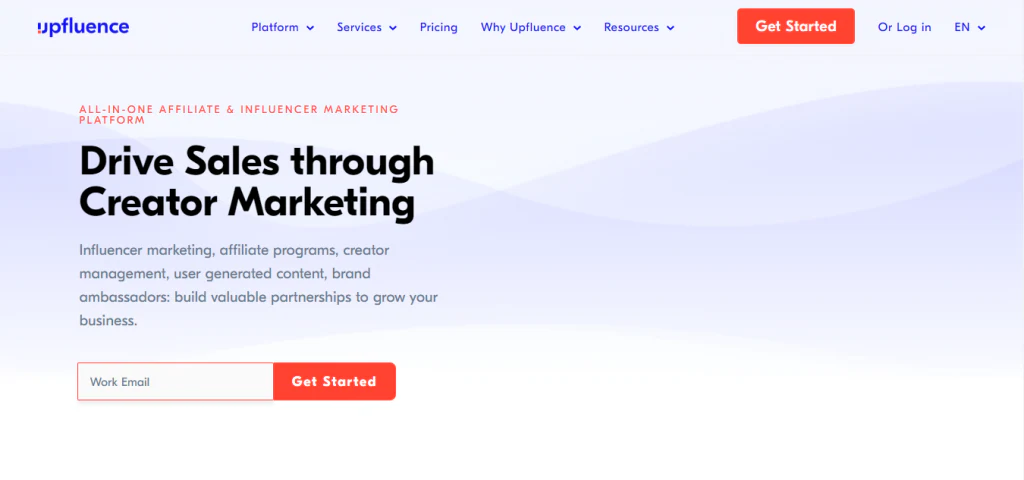 upfluence
Platform Services Pricing Why Upfluence Resources Get Started Or Log in EN
ALL-IN-ONE AFFILIATE & INFLUENCER MARKETING
PLATFORM
Drive Sales through
Creator Marketing
Influencer marketing, affiliate programs, creator
management, user generated content, brand
ambassadors: build valuable partnerships to grow your
business.
Work Email Get Started